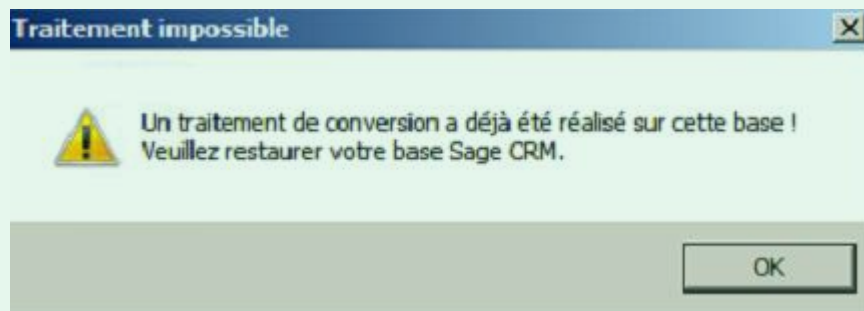 Traitement impossible
Un traitement de conversion a déjà été réalisé sur cette base !
Veuillez restaurer votre base Sage CRM.
OK